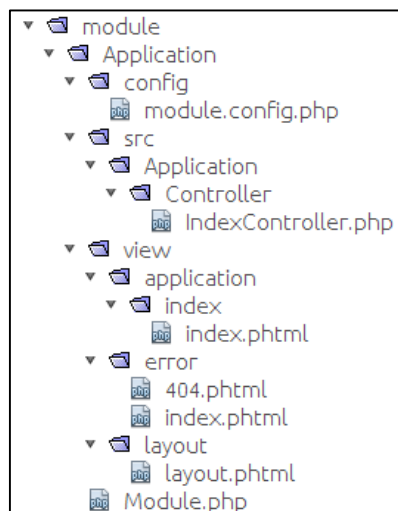 module
Application
config
module.config.php
src
Application
Controller
IndexController.php
view
application
index
index.phtml
error
404.phtml
index.phtml
layout
layout.phtml
Module.php